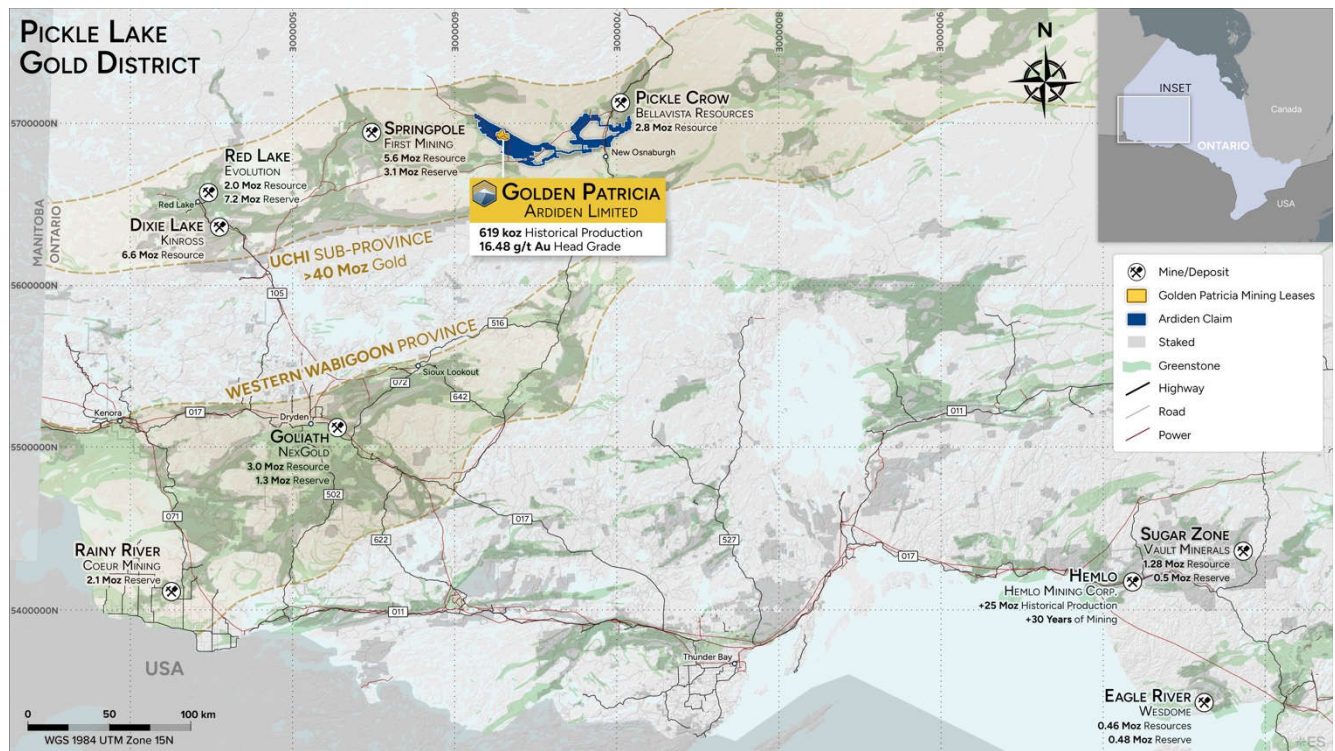 PICKLE LAKE
GOLD DISTRICT
500000E
600000E
700000E
900000E
N
INSET
Canada
ONTARIO
USA
5700000N
5600000N
5500000N
5400000N
MANITOBA
ONTARIO
PICKLE CROW
BELLAVISTA RESOURCES
2.8 Moz Resource
SPRINGPOLE
FIRST MINING
5.6 Moz Resource
3.1 Moz Reserve
New Osnaburgh
RED LAKE
EVOLUTION
2.0 Moz Resource
7.2 Moz Reserve
Red Lake
DIXIE LAKE
KINROSS
6.6 Moz Resource
GOLDEN PATRICIA
ARDIDEN LIMITED
619 koz Historical Production
16.48 g/t Au Head Grade
UCHI SUB-PROVINCE
>40 Moz Gold
105
516
WESTERN WABIGOON PROVINCE
Sioux Lookout
072
642
Kenora
017
Dryden
GOLIATH
NEXGOLD
3.0 Moz Resource
1.3 Moz Reserve
502
071
017
622
527
011
017
RAINY RIVER
COEUR MINING
2.1 Moz Reserve
011
Thunder Bay
SUGAR ZONE
VAULT MINERALS
1.28 Moz Resource
0.5 Moz Reserve
HEMLO
HEMLO MINING CORP.
+25 Moz Historical Production
+30 Years of Mining
EAGLE RIVER
WESDOME
0.46 Moz Resources
0.48 Moz Reserve
USA
Mine/Deposit
Golden Patricia Mining Leases
Ardiden Claim
Staked
Greenstone
Highway
Road
Power
0 50 100 km
WGS 1984 UTM Zone 15N